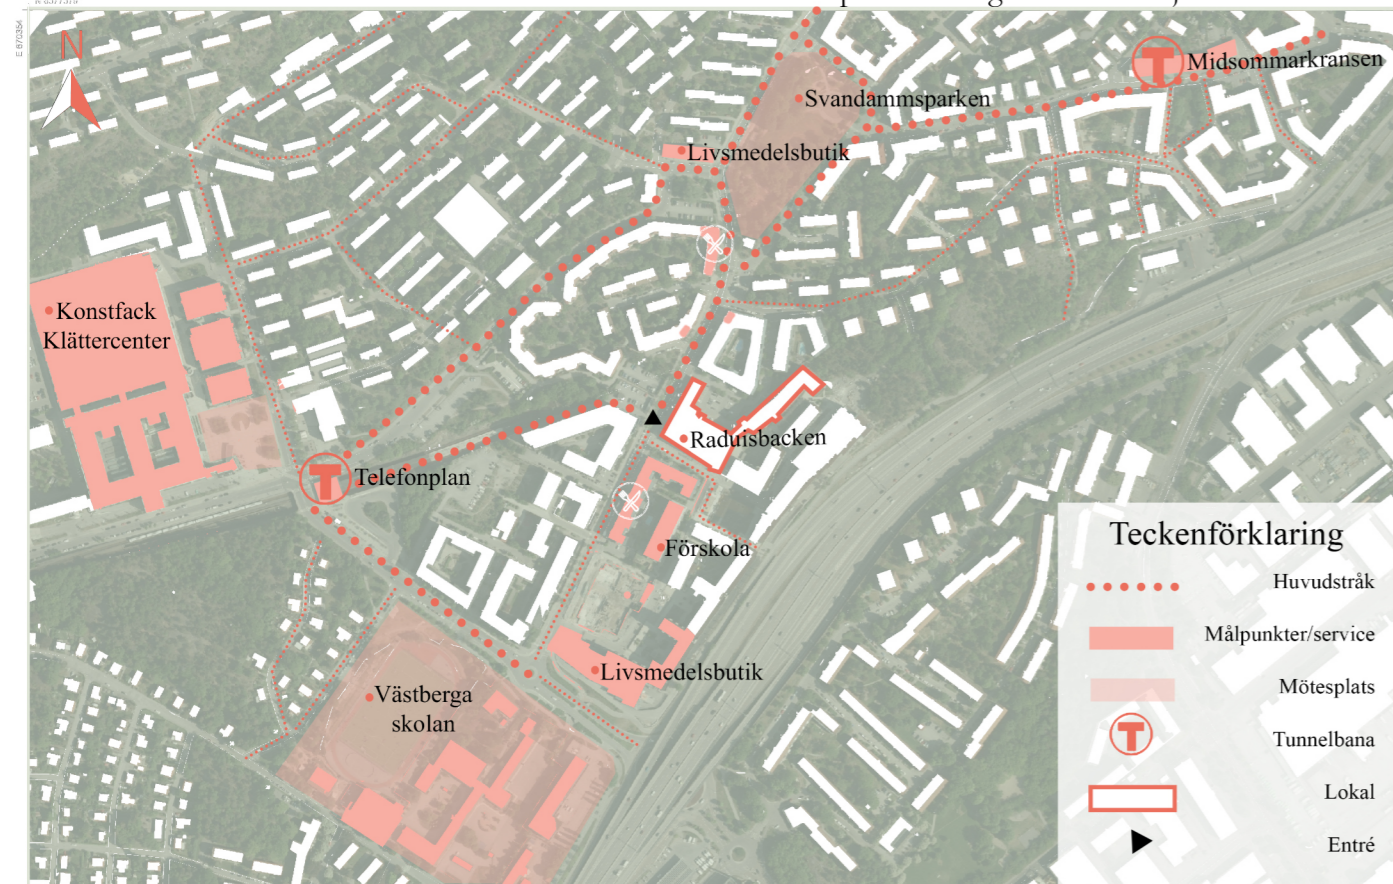 N
Midsommarkransen
Svandammsparken
Livsmedelsbutik
Konstfack
Klättercenter
Raduisbacken
Telefonplan
Förskola
Livsmedelsbutik
Västberga
skolan
Teckenförklaring
Huvudstråk
Målpunkter/service
Mötesplats
T Tunnelbana
Lokal
Entré
E 670354
T
T